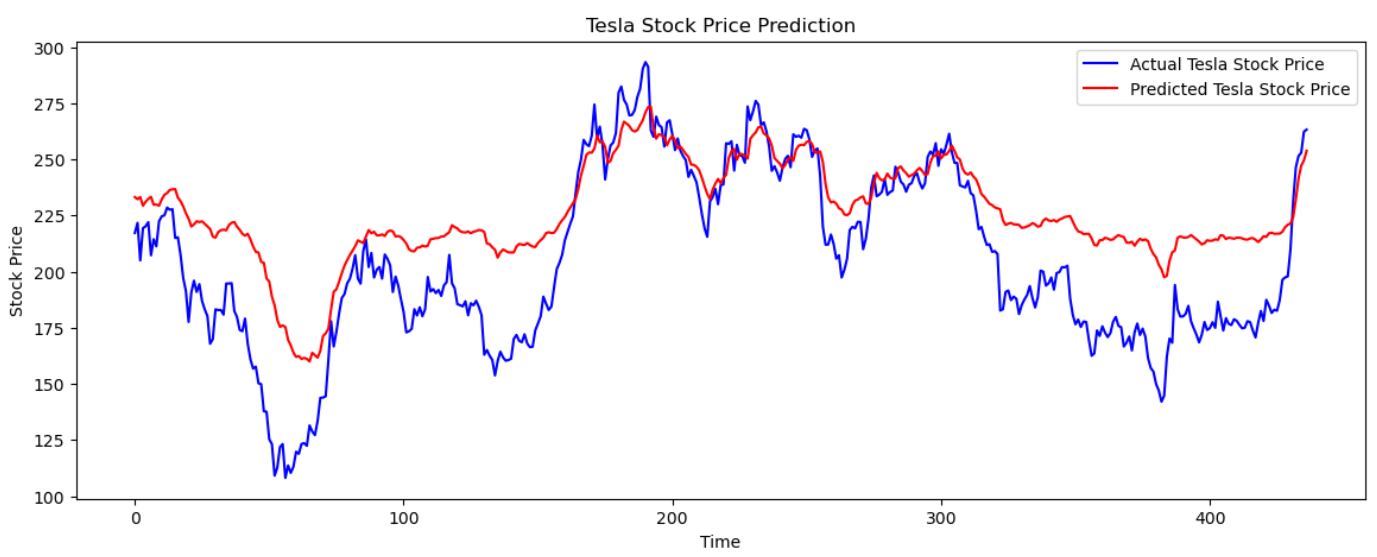 Tesla Stock Price Prediction
300
275
250
225
200
175
150
125
100
Stock Price
Actual Tesla Stock Price
Predicted Tesla Stock Price
0 100 200 300 400
Time